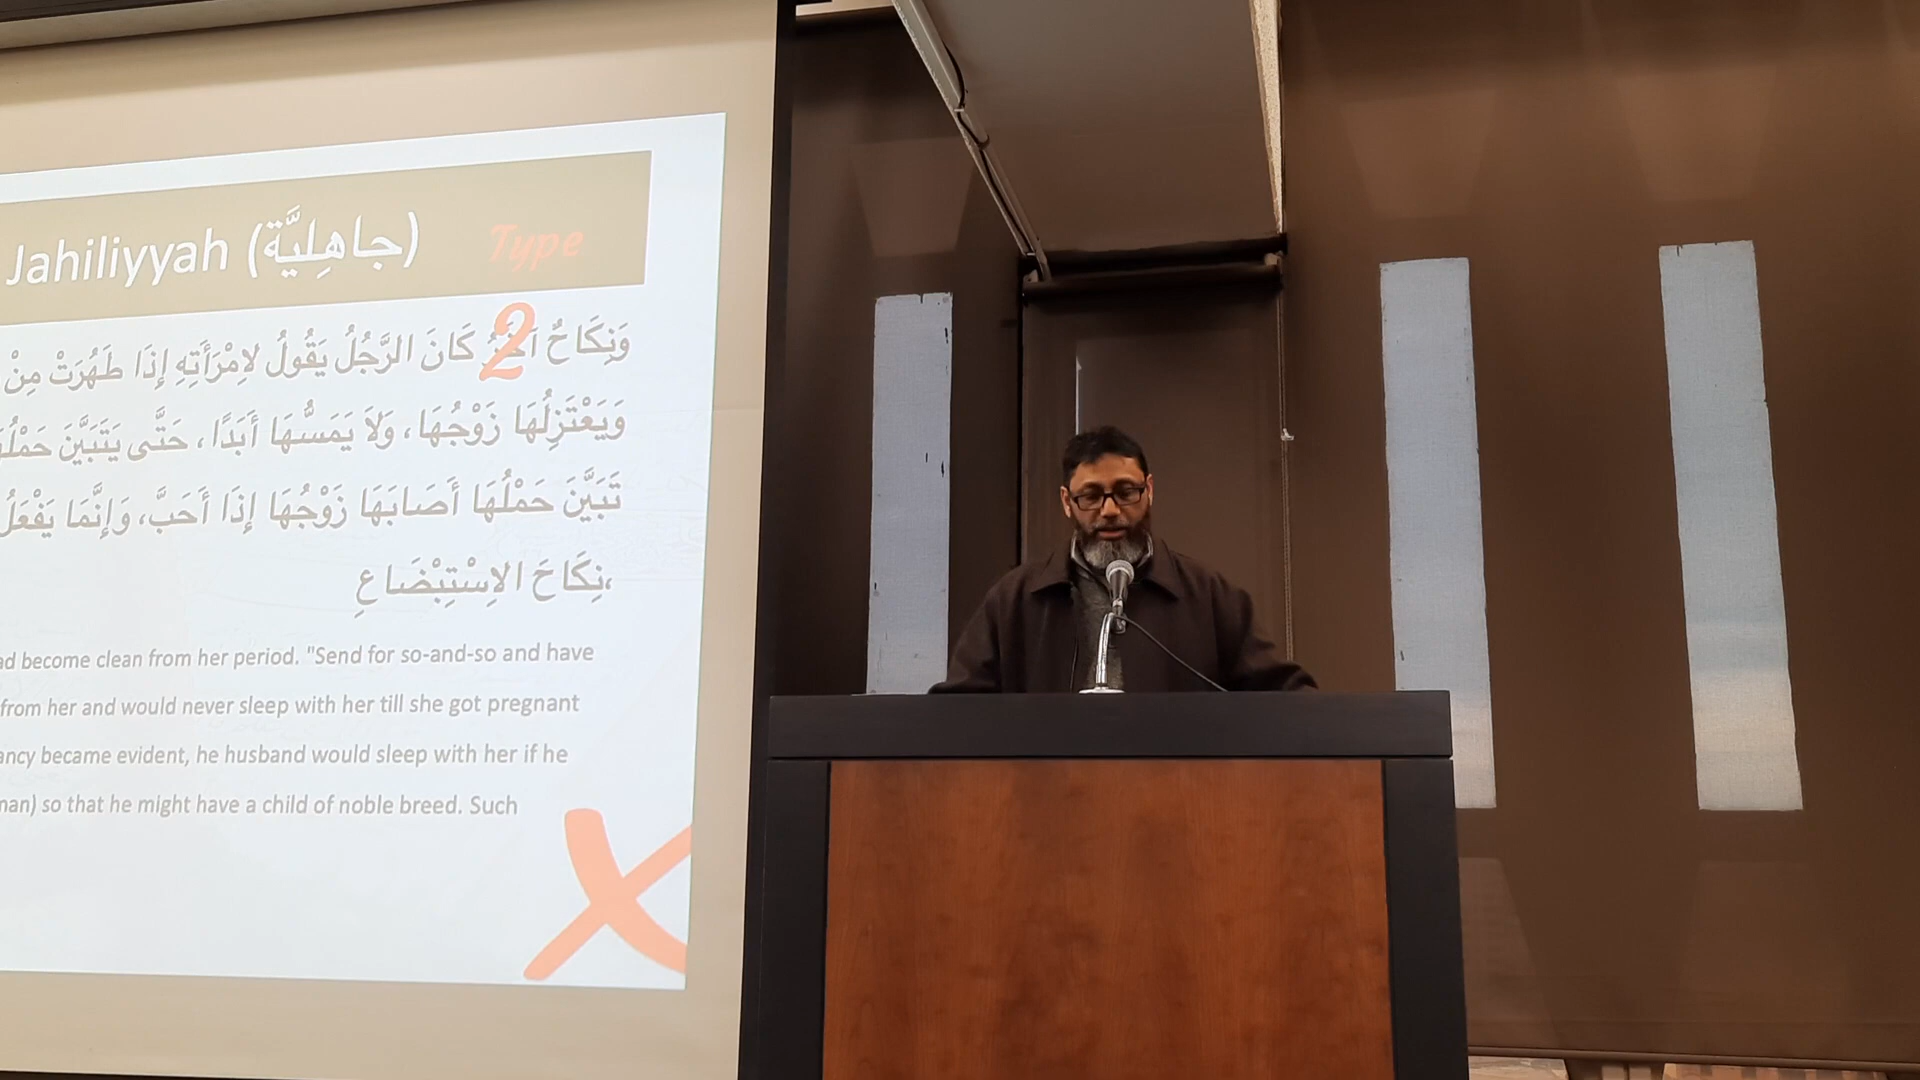 Jahiliyyah (جاهِليَّة)
Type
2
وَنِكَاحٌ آخَرُ كَانَ الرَّجُلُ يَقُولُ لاِمْرَأَتِهِ إِذَا طَهُرَتْ مِنْ
وَيَعْتَزِلُهَا زَوْجُهَا، وَلاَ يَمَسُّهَا أَبَدًا، حَتَّى يَتَبَيَّنَ
تَبَيَّنَ حَمْلُهَا أَصَابَهَا زَوْجُهَا إِذَا أَحَبَّ، وَإِنَّمَا يَفْعَلُ
نِكَاحَ الاِسْتِبْضَاعِ،
become clean from her period. "Send for so-and-so and have
from her and would never sleep with her till she got pregnant
became evident, he husband would sleep with her if he
so that he might have a child of noble breed. Such